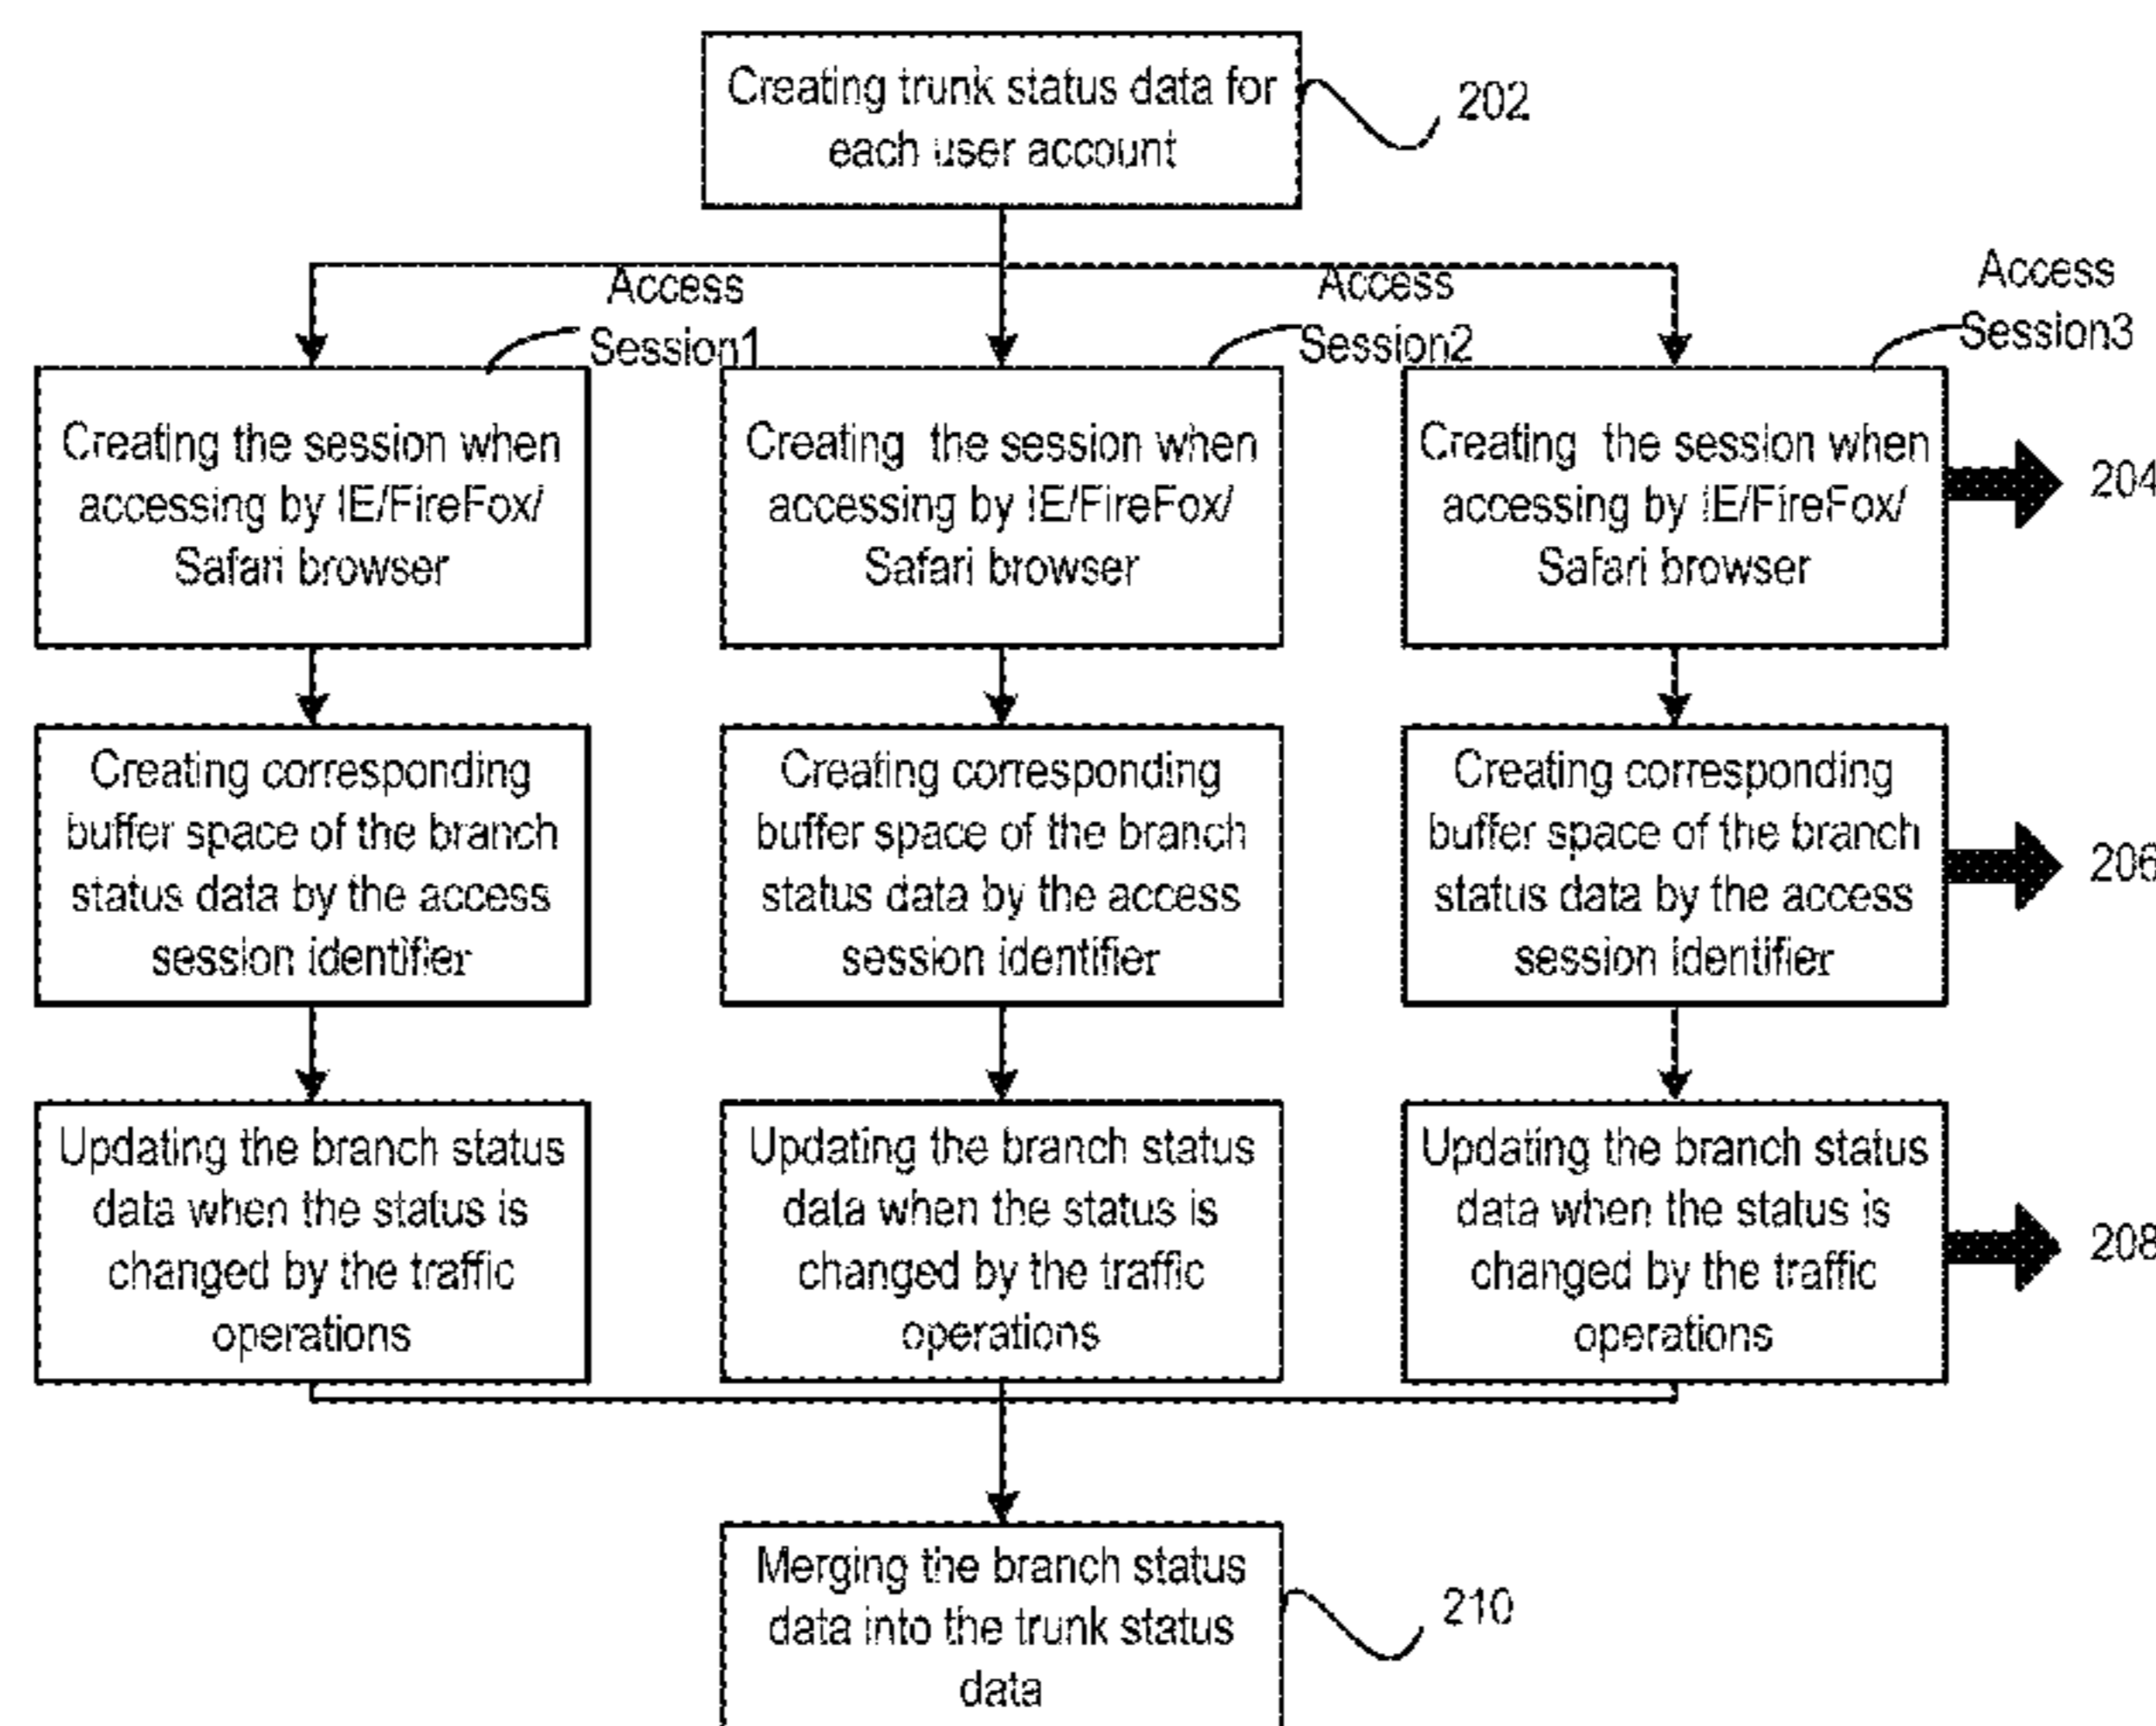 Creating trunk status data for
each user account
202
Access
Session1
Access
Session2
Access
Session3
Creating the session when
accessing by IE/FireFox/
Safari browser
Creating the session when
accessing by IE/FireFox/
Safari browser
Creating the session when
accessing by IE/FireFox/
Safari browser
204
Creating corresponding
buffer space of the branch
status data by the access
session identifier
Creating corresponding
buffer space of the branch
status data by the access
session identifier
Creating corresponding
buffer space of the branch
status data by the access
session identifier
206
Updating the branch status
data when the status is
changed by the traffic
operations
Updating the branch status
data when the status is
changed by the traffic
operations
Updating the branch status
data when the status is
changed by the traffic
operations
208
Merging the branch status
data into the trunk status
data
210